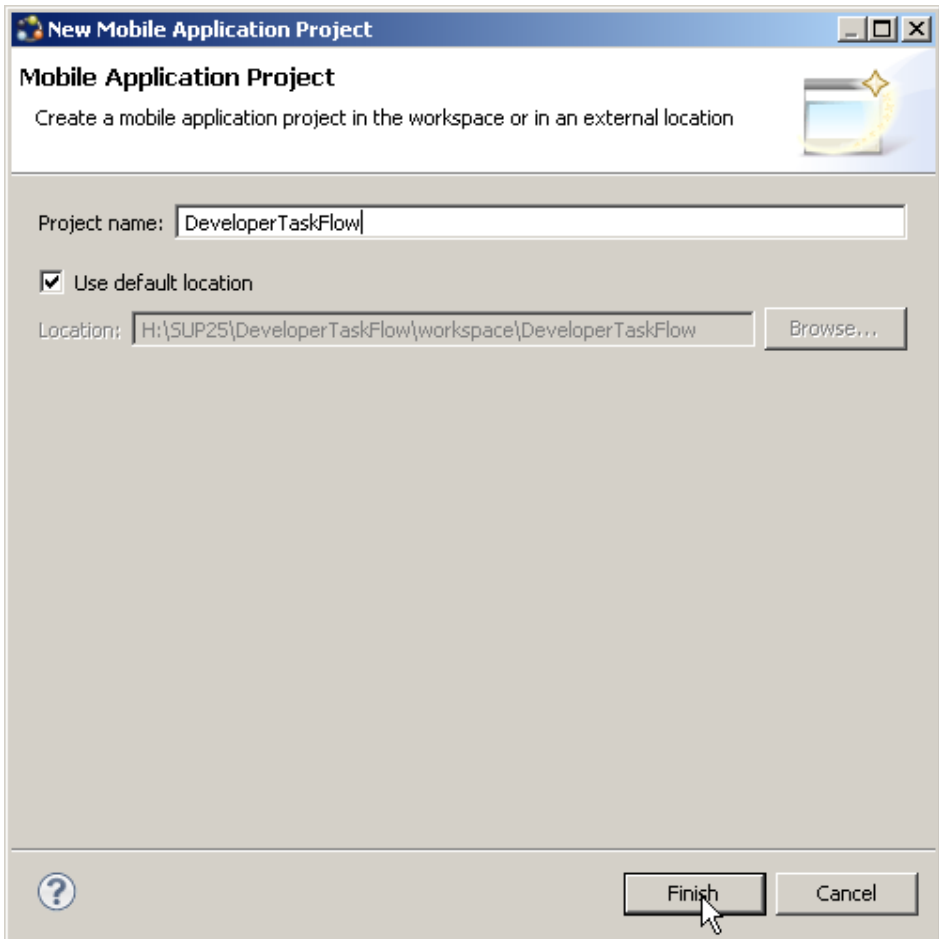 New Mobile Application Project
Mobile Application Project
Create a mobile application project in the workspace or in an external location
Project name: DeveloperTaskFlow
Use default location
Location: H:\SUP25\DeveloperTaskFlow\workspace\DeveloperTaskFlow Browse...
? Finish Cancel